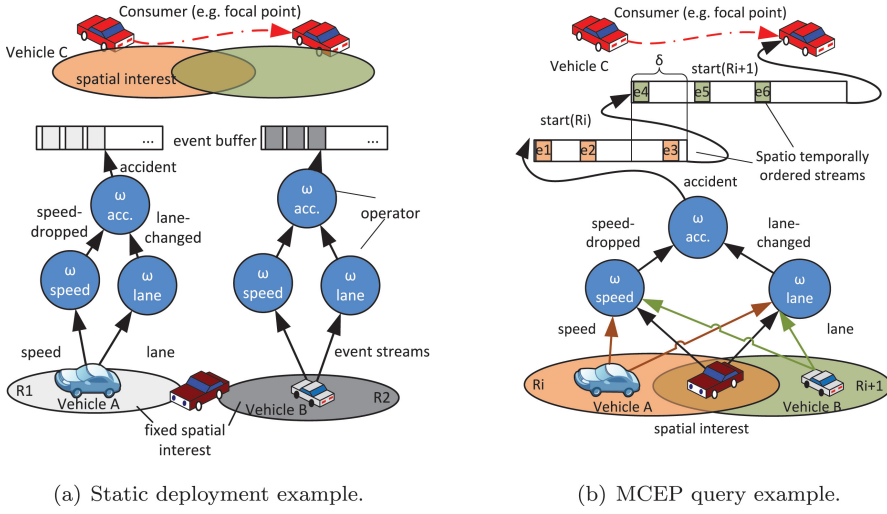 Consumer (e.g. focal point)
Vehicle C
spatial interest
...
event buffer
...
accident
ω
acc.
ω
acc.
operator
speed-
dropped
lane-
changed
ω
speed
ω
lane
ω
speed
ω
lane
speed
lane
event streams
R1
Vehicle A
Vehicle B
R2
fixed spatial
interest
(a) Static deployment example.
Consumer (e.g. focal point)
Vehicle C
δ
start(Ri+1)
e4
e5
e6
start(Ri)
e1
e2
e3
Spatio temporally
ordered streams
accident
ω
acc.
speed-
dropped
lane-
changed
ω
speed
ω
lane
speed
lane
Ri
Vehicle A
Vehicle B
Ri+1
spatial interest
(b) MCEP query example.